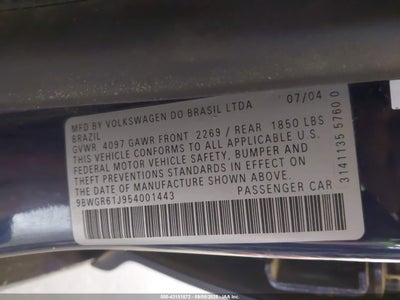 MFD BY VOLKSWAGEN DO BRASIL LTDA 07/04
BRAZIL
GVWR 4097 GAWR FRONT 2269 / REAR 1850 LBS
THIS VEHICLE CONFORMS TO ALL APPLICABLE U.S.
FEDERAL MOTOR VEHICLE SAFETY, BUMPER AND
THEFT PREVENTION STANDARDS IN EFFECT ON THE
DATE OF MANUFACTURE SHOWN ABOVE.
9BWGR61J954001443 PASSENGER CAR
3141135 5760 0